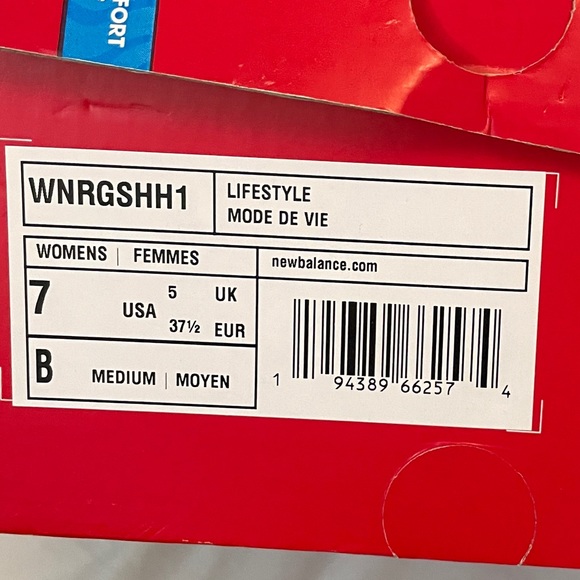 FORT
WNRGSHH1
LIFESTYLE
MODE DE VIE
WOMENS | FEMMES
newbalance.com
7 USA 5 UK
37½ EUR
B MEDIUM | MOYEN
1 94389 66257 4